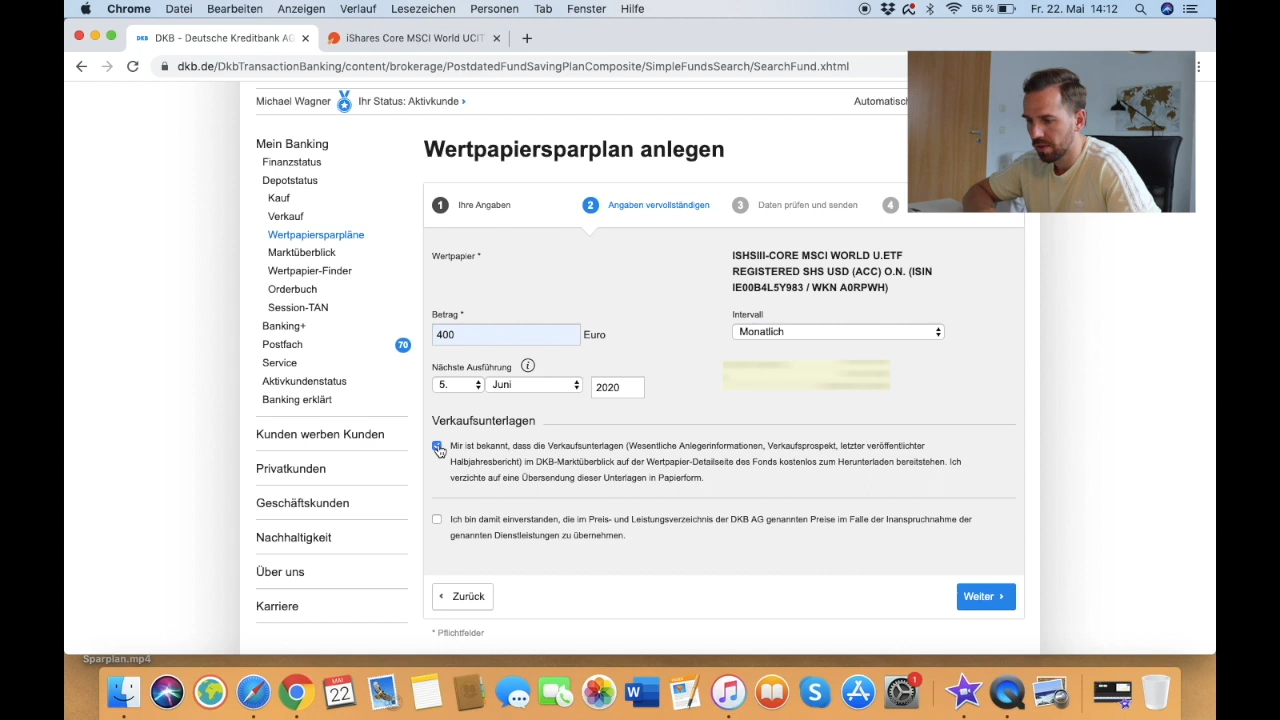 Chrome Datei Bearbeiten Anzeigen Verlauf Lesezeichen Personen Tab Fenster Hilfe 56 % Fr. 22. Mai 14:12
DKB - Deutsche Kreditbank AG iShares Core MSCI World UCIT
dkb.de/DkbTransactionBanking/content/brokerage/PostdatedFundSavingPlanComposite/SimpleFundsSearch/SearchFund.xhtml
Michael Wagner Ihr Status: Aktivkunde Automatisch
Mein Banking
Finanzstatus
Depotstatus
Kauf
Verkauf
Wertpapiersparpläne
Marktüberblick
Wertpapier-Finder
Orderbuch
Session-TAN
Banking+
Postfach 70
Service
Aktivkundenstatus
Banking erklärt
Kunden werben Kunden
Privatkunden
Geschäftskunden
Nachhaltigkeit
Über uns
Karriere
Wertpapiersparplan anlegen
1 Ihre Angaben 2 Angaben vervollständigen 3 Daten prüfen und senden 4
Wertpapier *
ISHSIII-CORE MSCI WORLD U.ETF
REGISTERED SHS USD (ACC) O.N. (ISIN
IE00B4L5Y983 / WKN A0RPWH)
Betrag *
400 Euro
Intervall
Monatlich
Nächste Ausführung i
5. Juni 2020
Verkaufsunterlagen
Mir ist bekannt, dass die Verkaufsunterlagen (Wesentliche Anlegerinformationen, Verkaufsprospekt, letzter veröffentlichter
Halbjahresbericht) im DKB-Marktüberblick auf der Wertpapier-Detailseite des Fonds kostenlos zum Herunterladen bereitstehen. Ich
verzichte auf eine Übersendung dieser Unterlagen in Papierform.
Ich bin damit einverstanden, die im Preis- und Leistungsverzeichnis der DKB AG genannten Preise im Falle der Inanspruchnahme der
genannten Dienstleistungen zu übernehmen.
Zurück Weiter
* Pflichtfelder
Sparplan.mp4
MAI
22
W
1